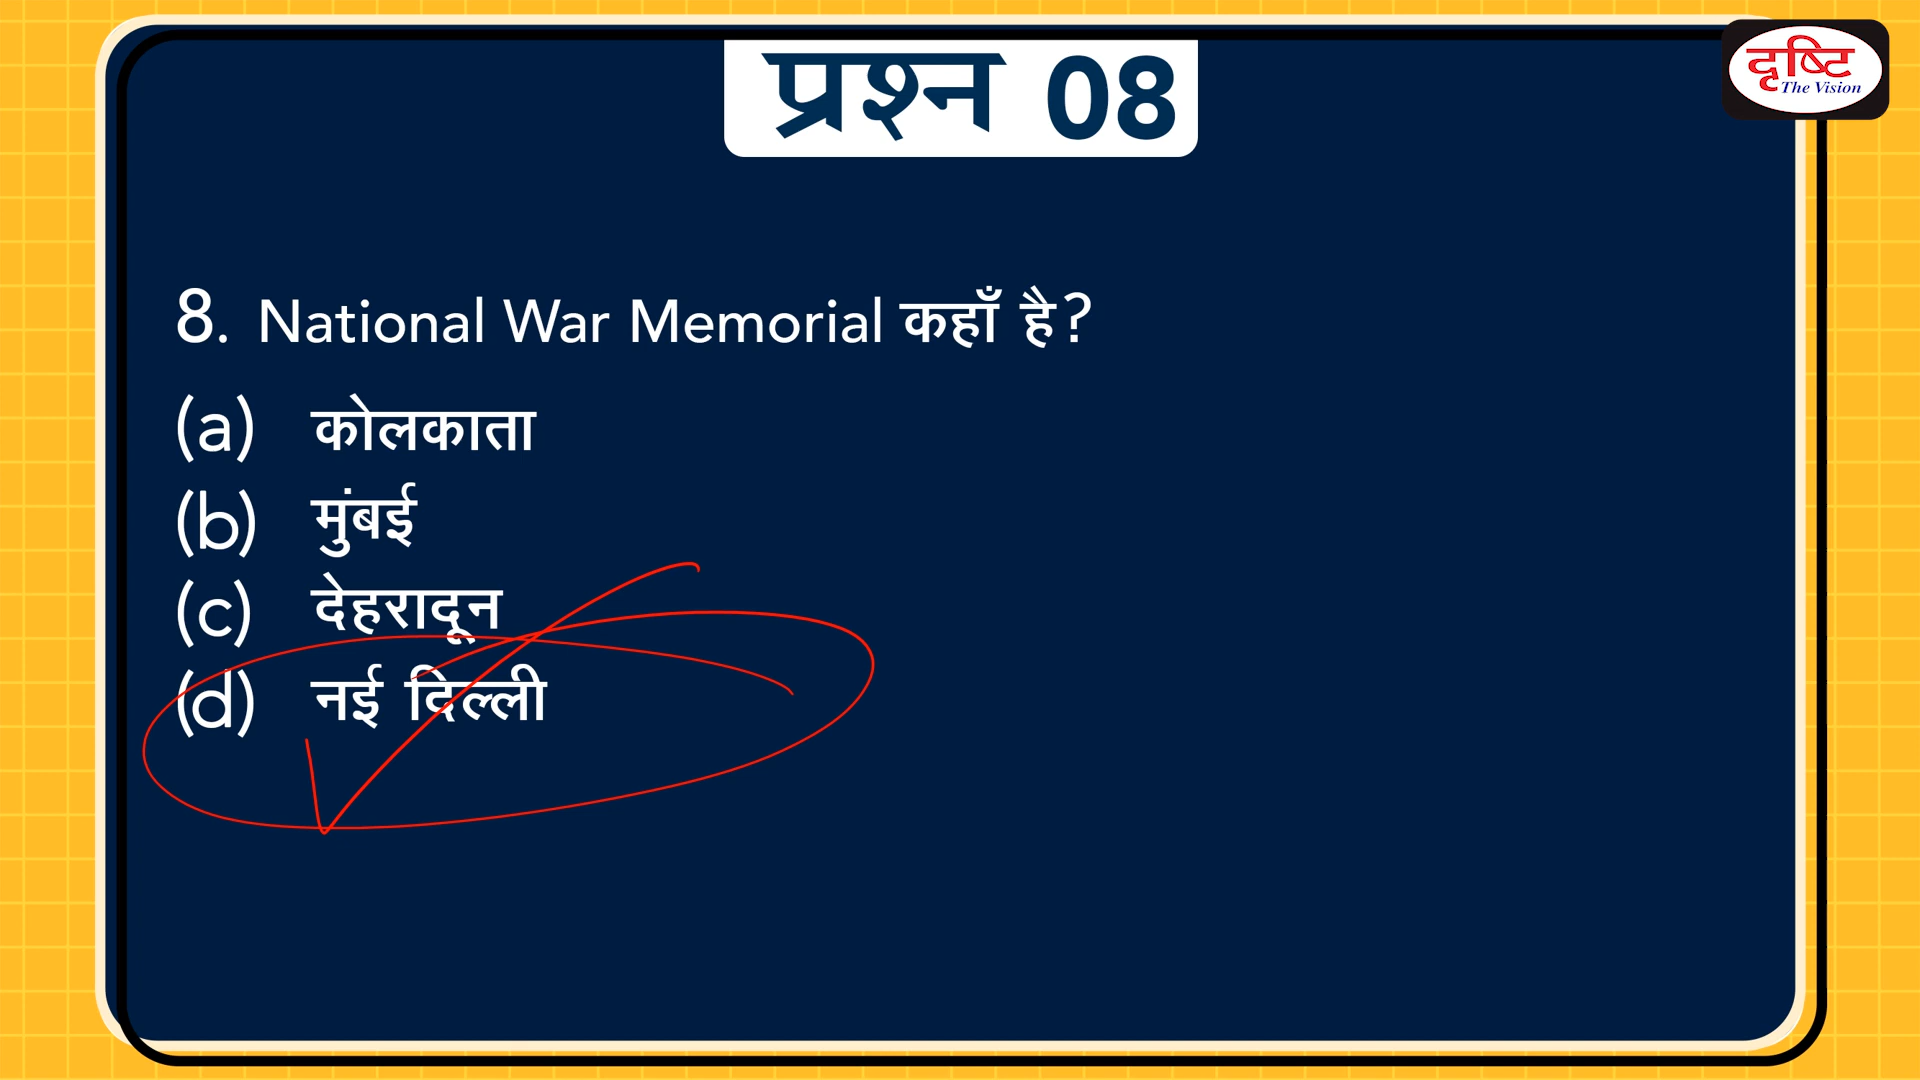 प्रश्न 08
दृष्टि
The Vision
8. National War Memorial कहाँ है?
(a) कोलकाता
(b) मुंबई
(c) देहरादून
(d) नई दिल्ली